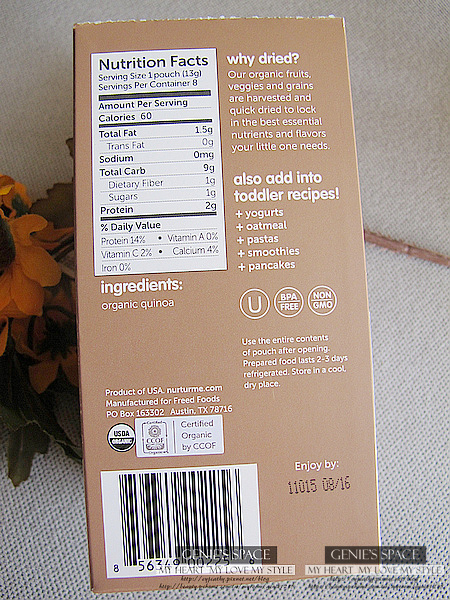 Nutrition Facts
Serving Size 1 pouch (13g)
Servings Per Container 8
Amount Per Serving
Calories 60
Total Fat 1.5g
Trans Fat 0g
Sodium 0mg
Total Carb 9g
Dietary Fiber 1g
Sugars 1g
Protein 2g
% Daily Value
Protein 14% • Vitamin A 0%
Vitamin C 2% • Calcium 4%
Iron 0%
ingredients:
organic quinoa
why dried?
Our organic fruits,
veggies and grains
are harvested and
quick dried to lock
in the best essential
nutrients and flavors
your little one needs.
also add into
toddler recipes!
+ yogurts
+ oatmeal
+ pastas
+ smoothies
+ pancakes
U
BPA
FREE
NON
GMO
Use the entire contents
of pouch after opening.
Prepared food lasts 2-3 days
refrigerated. Store in a cool,
dry place.
Product of USA. nurturme.com
Manufactured for Freed Foods
PO Box 163302 Austin, TX 78716
USDA
ORGANIC
Certified
CCOF
Organic
Certified
Organic
by CCOF
Enjoy by:
11015 08/16
GENIE'S SPACE
MY HEART MY LOVE MY STYLE
GENIE'S SPACE
MY HEART MY LOVE MY STYLE